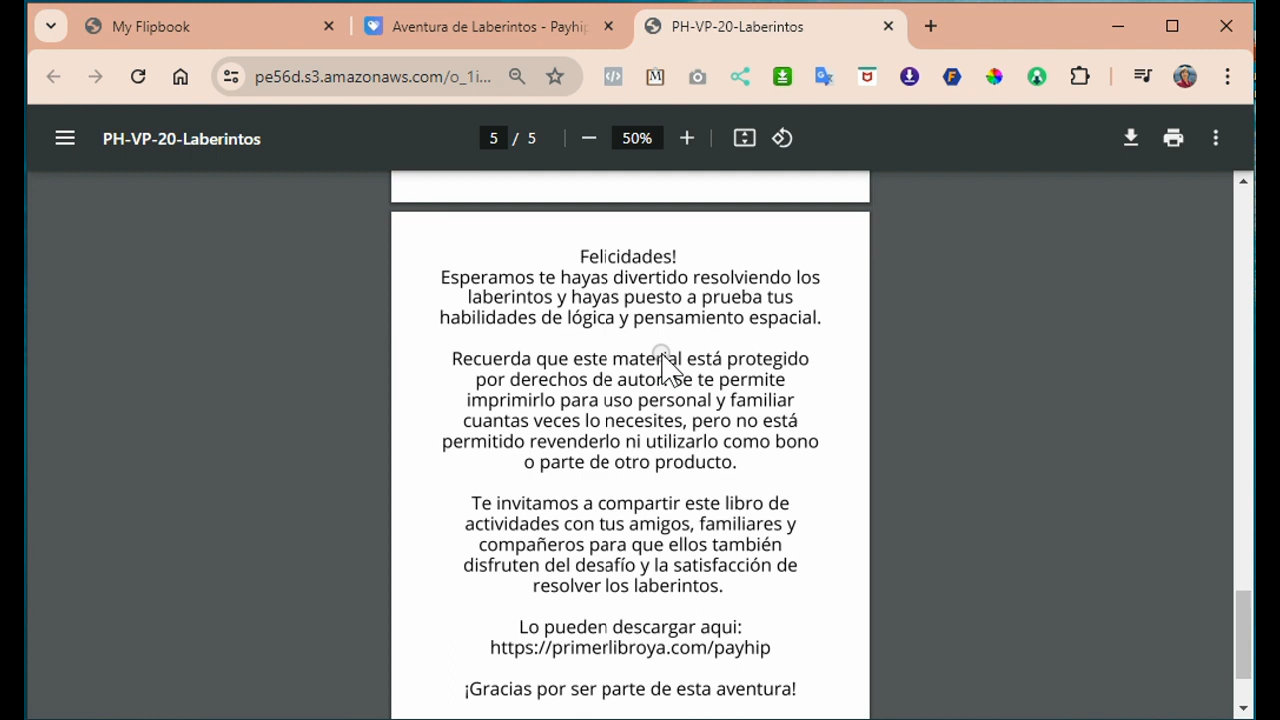 My Flipbook
Aventura de Laberintos - Payhip
PH-VP-20-Laberintos
pe56d.s3.amazonaws.com/o_1i...
PH-VP-20-Laberintos
5 / 5
50%
Felicidades!
Esperamos te hayas divertido resolviendo los
laberintos y hayas puesto a prueba tus
habilidades de lógica y pensamiento espacial.
Recuerda que este material está protegido
por derechos de autor, se te permite
imprimirlo para uso personal y familiar
cuantas veces lo necesites, pero no está
permitido revenderlo ni utilizarlo como bono
o parte de otro producto.
Te invitamos a compartir este libro de
actividades con tus amigos, familiares y
compañeros para que ellos también
disfruten del desafío y la satisfacción de
resolver los laberintos.
Lo pueden descargar aqui:
https://primerlibroya.com/payhip
¡Gracias por ser parte de esta aventura!